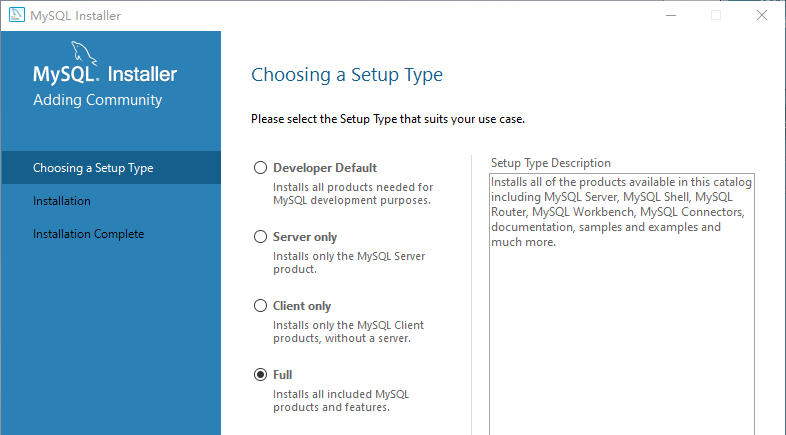 MySQL Installer
MySQL. Installer
Adding Community
Choosing a Setup Type
Installation
Installation Complete
Choosing a Setup Type
Please select the Setup Type that suits your use case.
Developer Default
Installs all products needed for
MySQL development purposes.
Server only
Installs only the MySQL Server
product.
Client only
Installs only the MySQL Client
products, without a server.
Full
Installs all included MySQL
products and features.
Setup Type Description
Installs all of the products available in this catalog
including MySQL Server, MySQL Shell, MySQL
Router, MySQL Workbench, MySQL Connectors,
documentation, samples and examples and
much more.